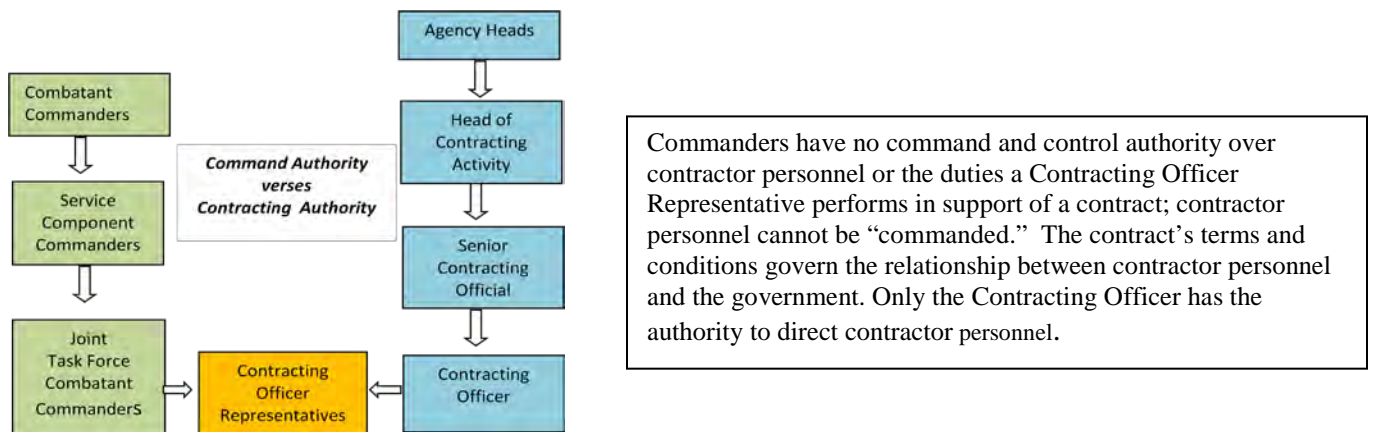 Agency Heads
Combatant
Commanders
Head of
Contracting
Activity
Command Authority
verses
Contracting Authority
Service
Component
Commanders
Senior
Contracting
Official
Joint
Task Force
Combatant
Commanders
Contracting
Officer
Representatives
Contracting
Officer
Commanders have no command and control authority over
contractor personnel or the duties a Contracting Officer
Representative performs in support of a contract; contractor
personnel cannot be “commanded.” The contract’s terms and
conditions govern the relationship between contractor personnel
and the government. Only the Contracting Officer has the
authority to direct contractor personnel.